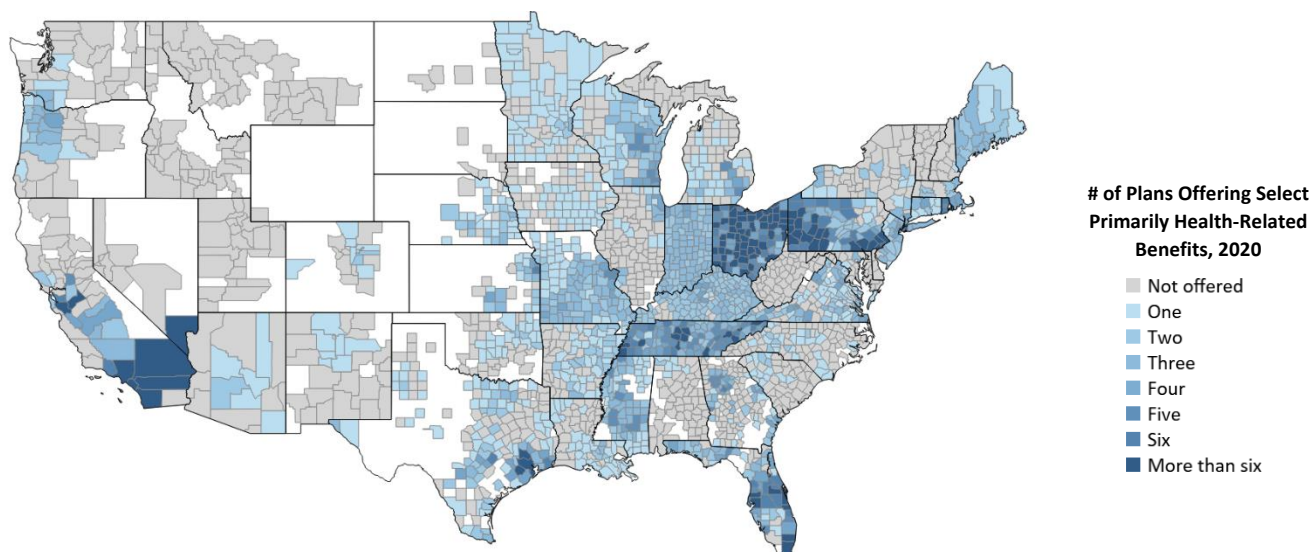 # of Plans Offering Select
Primarily Health-Related
Benefits, 2020
Not offered
One
Two
Three
Four
Five
Six
More than six